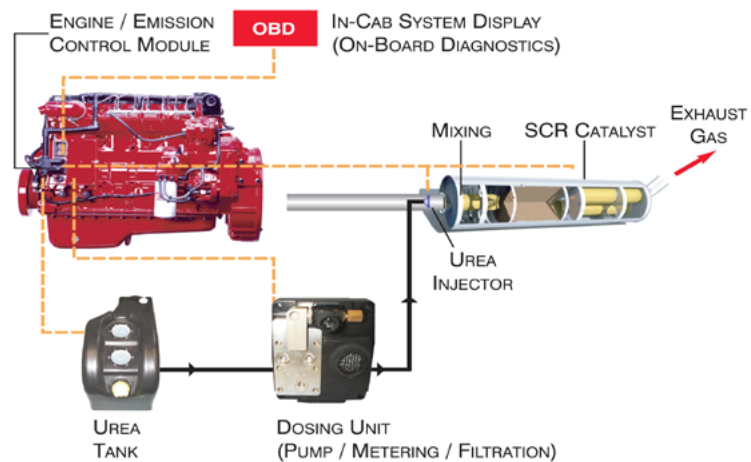 ENGINE / EMISSION
CONTROL MODULE
OBD
IN-CAB SYSTEM DISPLAY
(ON-BOARD DIAGNOSTICS)
MIXING
SCR CATALYST
EXHAUST
GAS
UREA
INJECTOR
UREA
TANK
DOSING UNIT
(PUMP / METERING / FILTRATION)